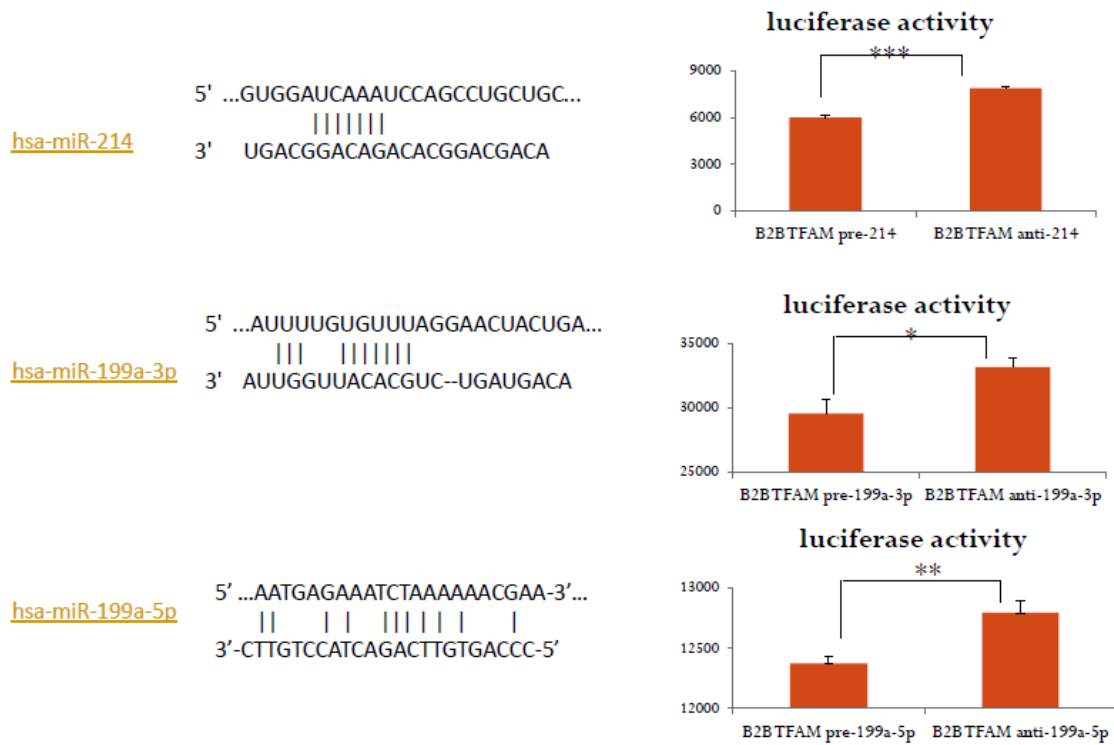 luciferase activity
***
5' ...GUGGAUCAAAUCCAGCCUGCUGC...
|||||||
hsa-miR-214
3' UGACGGACAGACACGGACGACA
9000
6000
3000
0
B2BTFAM pre-214 B2BTFAM anti-214
luciferase activity
*
5' ...AUUUUGUGUUUAGGAACUACUGA...
||| |||||||
hsa-miR-199a-3p
3' AUUGGUUACACGUC--UGAUGACA
35000
30000
25000
B2BTFAM pre-199a-3p B2BTFAM anti-199a-3p
luciferase activity
**
5’ ...AATGAGAAATCTAAAAAACGAA-3’...
|| | | ||| | | | |
hsa-miR-199a-5p
3’-CTTGTCCATCAGACTTGTGACCC-5’
13000
12500
12000
B2BTFAM pre-199a-5p B2BTFAM anti-199a-5p